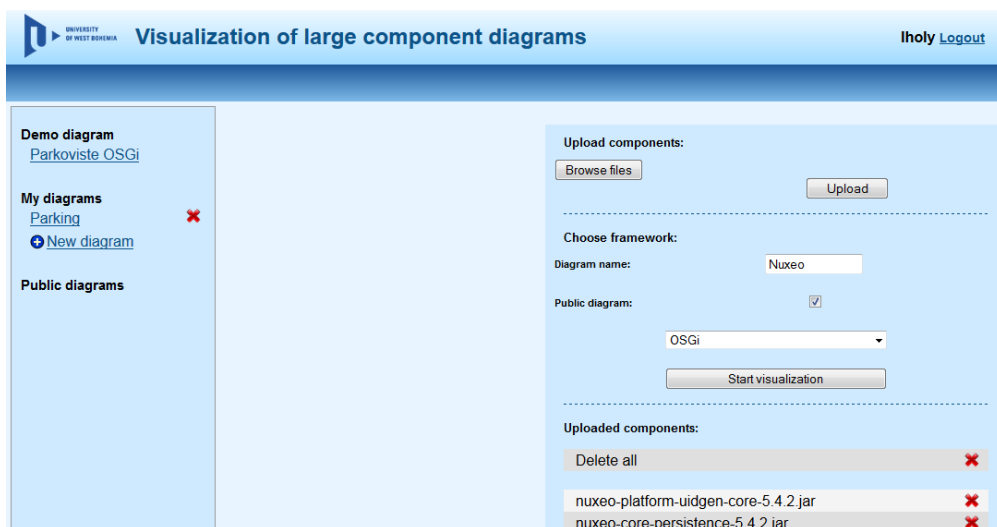 UNIVERSITY
OF WEST BOHEMIA
Visualization of large component diagrams
lholy Logout
Demo diagram
Parkoviste OSGi
My diagrams
Parking
New diagram
Public diagrams
Upload components:
Browse files
Upload
Choose framework:
Diagram name:
Nuxeo
Public diagram:
OSGi
Start visualization
Uploaded components:
Delete all
nuxeo-platform-uidgen-core-5.4.2.jar
nuxeo-core-persistence-5.4.2.jar